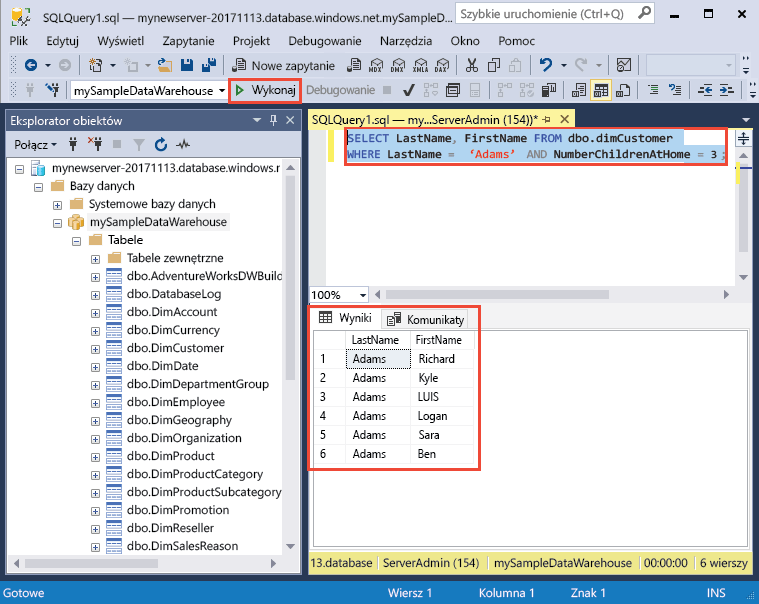 SQLQuery1.sql — mynewserver-20171113.database.windows.net.mySampleD...
Szybkie uruchomienie (Ctrl+Q)
Plik Edytuj Wyświetl Zapytanie Projekt Debugowanie Narzędzia Okno Pomoc
Nowe zapytanie MDX DMX XMLA DAX
mySampleDataWarehouse Wykonaj Debugowanie
Eksplorator obiektów
Połącz
mynewserver-20171113.database.windows.r
Bazy danych
Systemowe bazy danych
mySampleDataWarehouse
Tabele
Tabele zewnętrzne
dbo.AdventureWorksDWBuild
dbo.DatabaseLog
dbo.DimAccount
dbo.DimCurrency
dbo.DimCustomer
dbo.DimDate
dbo.DimDepartmentGroup
dbo.DimEmployee
dbo.DimGeography
dbo.DimOrganization
dbo.DimProduct
dbo.DimProductCategory
dbo.DimProductSubcategory
dbo.DimPromotion
dbo.DimReseller
dbo.DimSalesReason
SQLQuery1.sql — my...ServerAdmin (154))*
SELECT LastName, FirstName FROM dbo.dimCustomer
WHERE LastName = ‘Adams’ AND NumberChildrenAtHome = 3;
100%
Wyniki Komunikaty
LastName FirstName
1 Adams Richard
2 Adams Kyle
3 Adams LUIS
4 Adams Logan
5 Adams Sara
6 Adams Ben
13.database ServerAdmin (154) mySampleDataWarehouse 00:00:00 6 wierszy
Gotowe Wiersz 1 Kolumna 1 Znak 1 INS